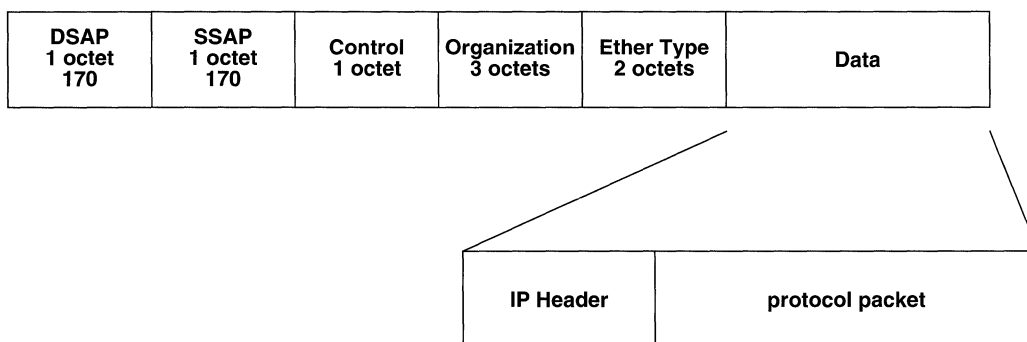 DSAP
1 octet
170
SSAP
1 octet
170
Control
1 octet
Organization
3 octets
Ether Type
2 octets
Data
IP Header
protocol packet